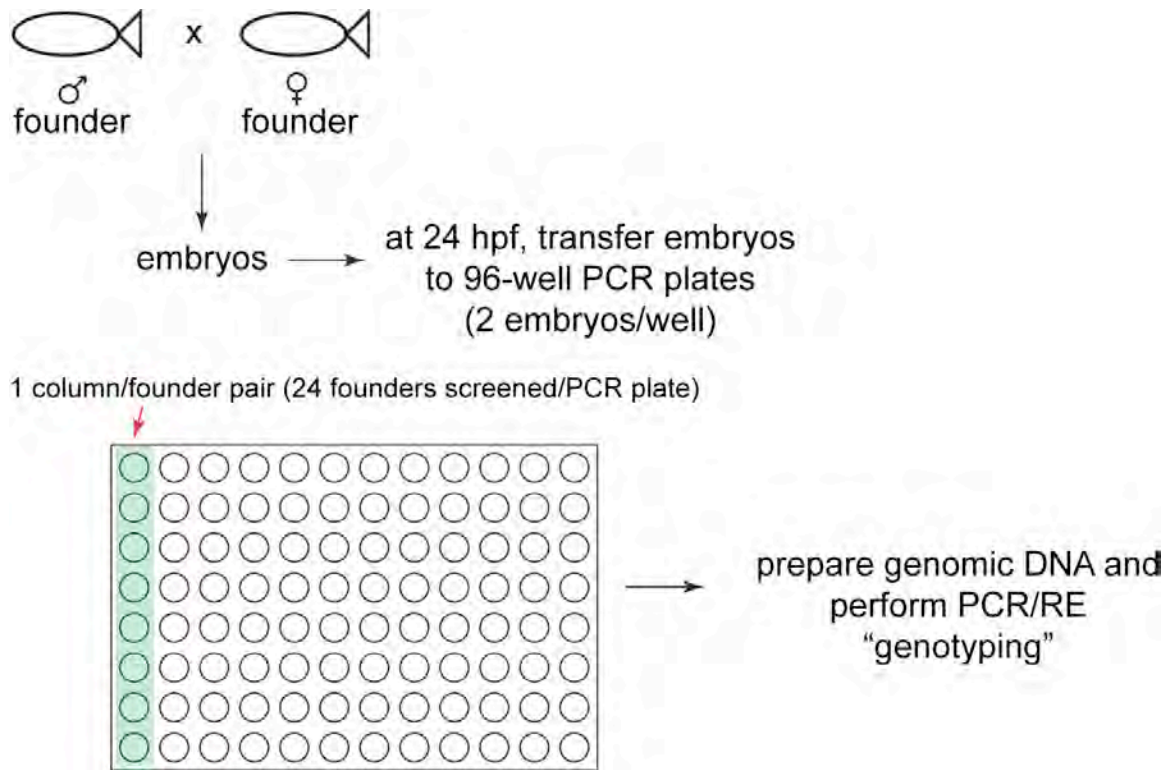 x
♂ ♀
founder founder
embryos
at 24 hpf, transfer embryos
to 96-well PCR plates
(2 embryos/well)
1 column/founder pair (24 founders screened/PCR plate)
prepare genomic DNA and
perform PCR/RE
“genotyping”